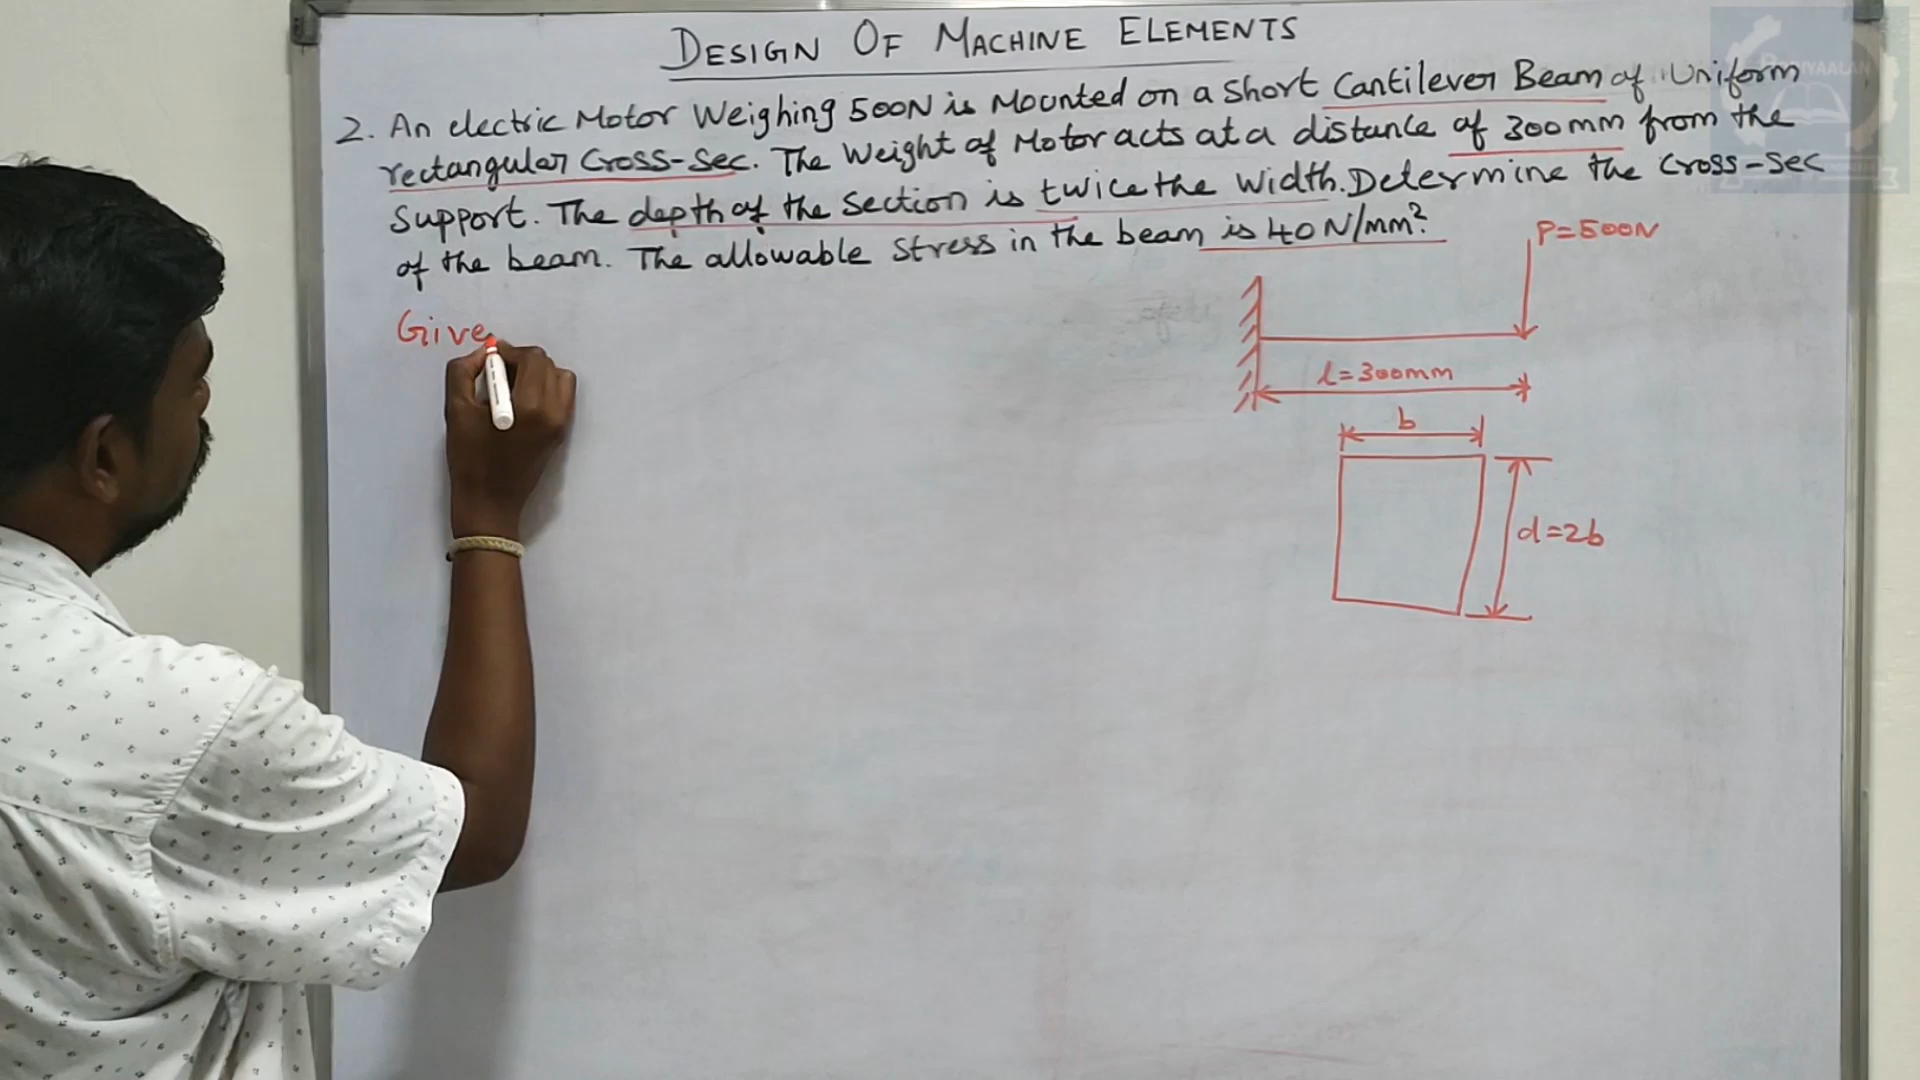 DESIGN OF MACHINE ELEMENTS
2. An electric Motor Weighing 500N is Mounted on a Short Cantilever Beam of Uniform
rectangular Cross-Sec. The Weight of Motor acts at a distance of 300mm from the
Support. The depth of the Section is twice the Width. Determine the Cross-Sec
of the beam. The allowable Stress in the beam is 40N/mm²?
P=500N
Give
l=300mm
b
d=2b